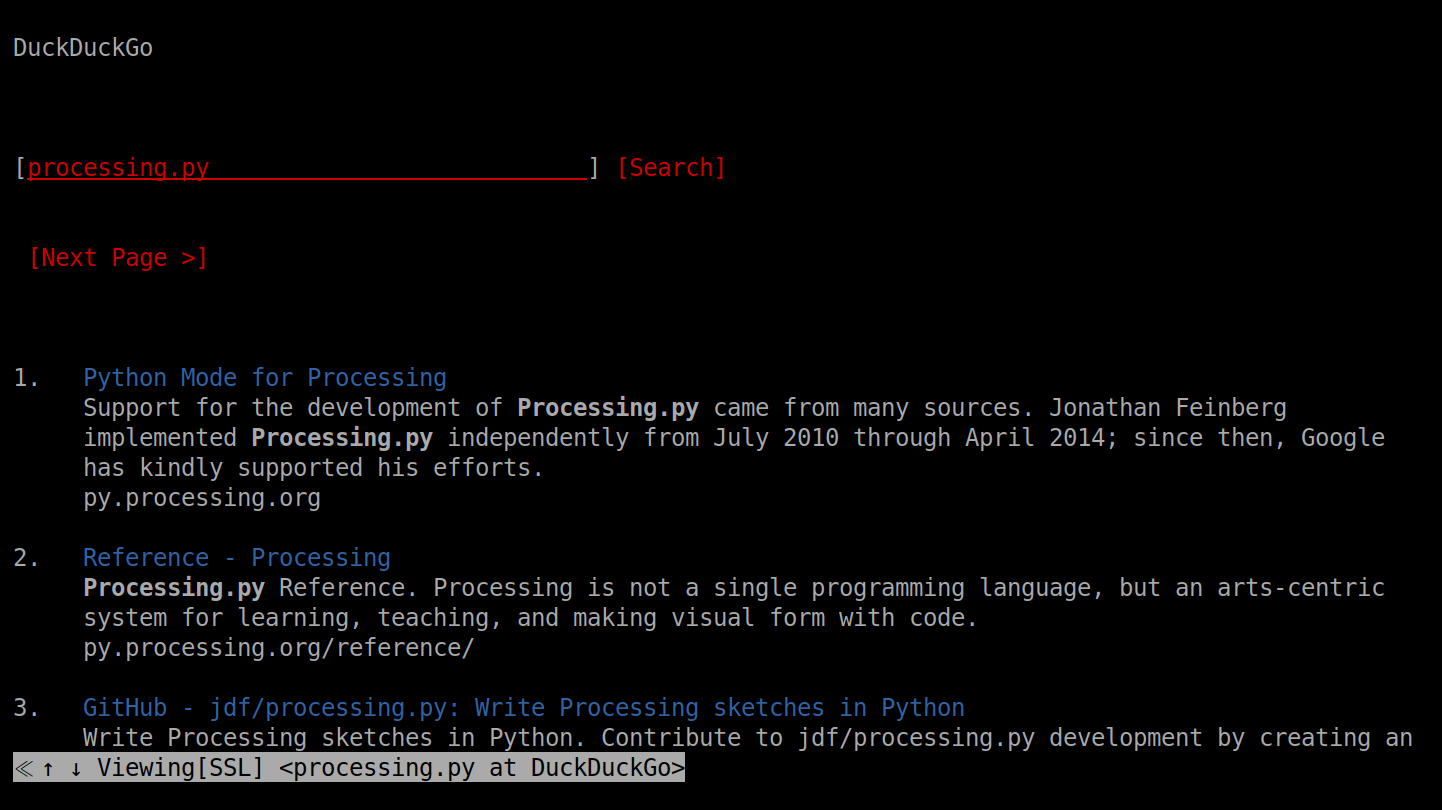 DuckDuckGo
[processing.py ] [Search]
[Next Page >]
1. Python Mode for Processing
Support for the development of Processing.py came from many sources. Jonathan Feinberg
implemented Processing.py independently from July 2010 through April 2014; since then, Google
has kindly supported his efforts.
py.processing.org
2. Reference - Processing
Processing.py Reference. Processing is not a single programming language, but an arts-centric
system for learning, teaching, and making visual form with code.
py.processing.org/reference/
3. GitHub - jdf/processing.py: Write Processing sketches in Python
Write Processing sketches in Python. Contribute to jdf/processing.py development by creating an
≪ ↑ ↓ Viewing[SSL] <processing.py at DuckDuckGo>